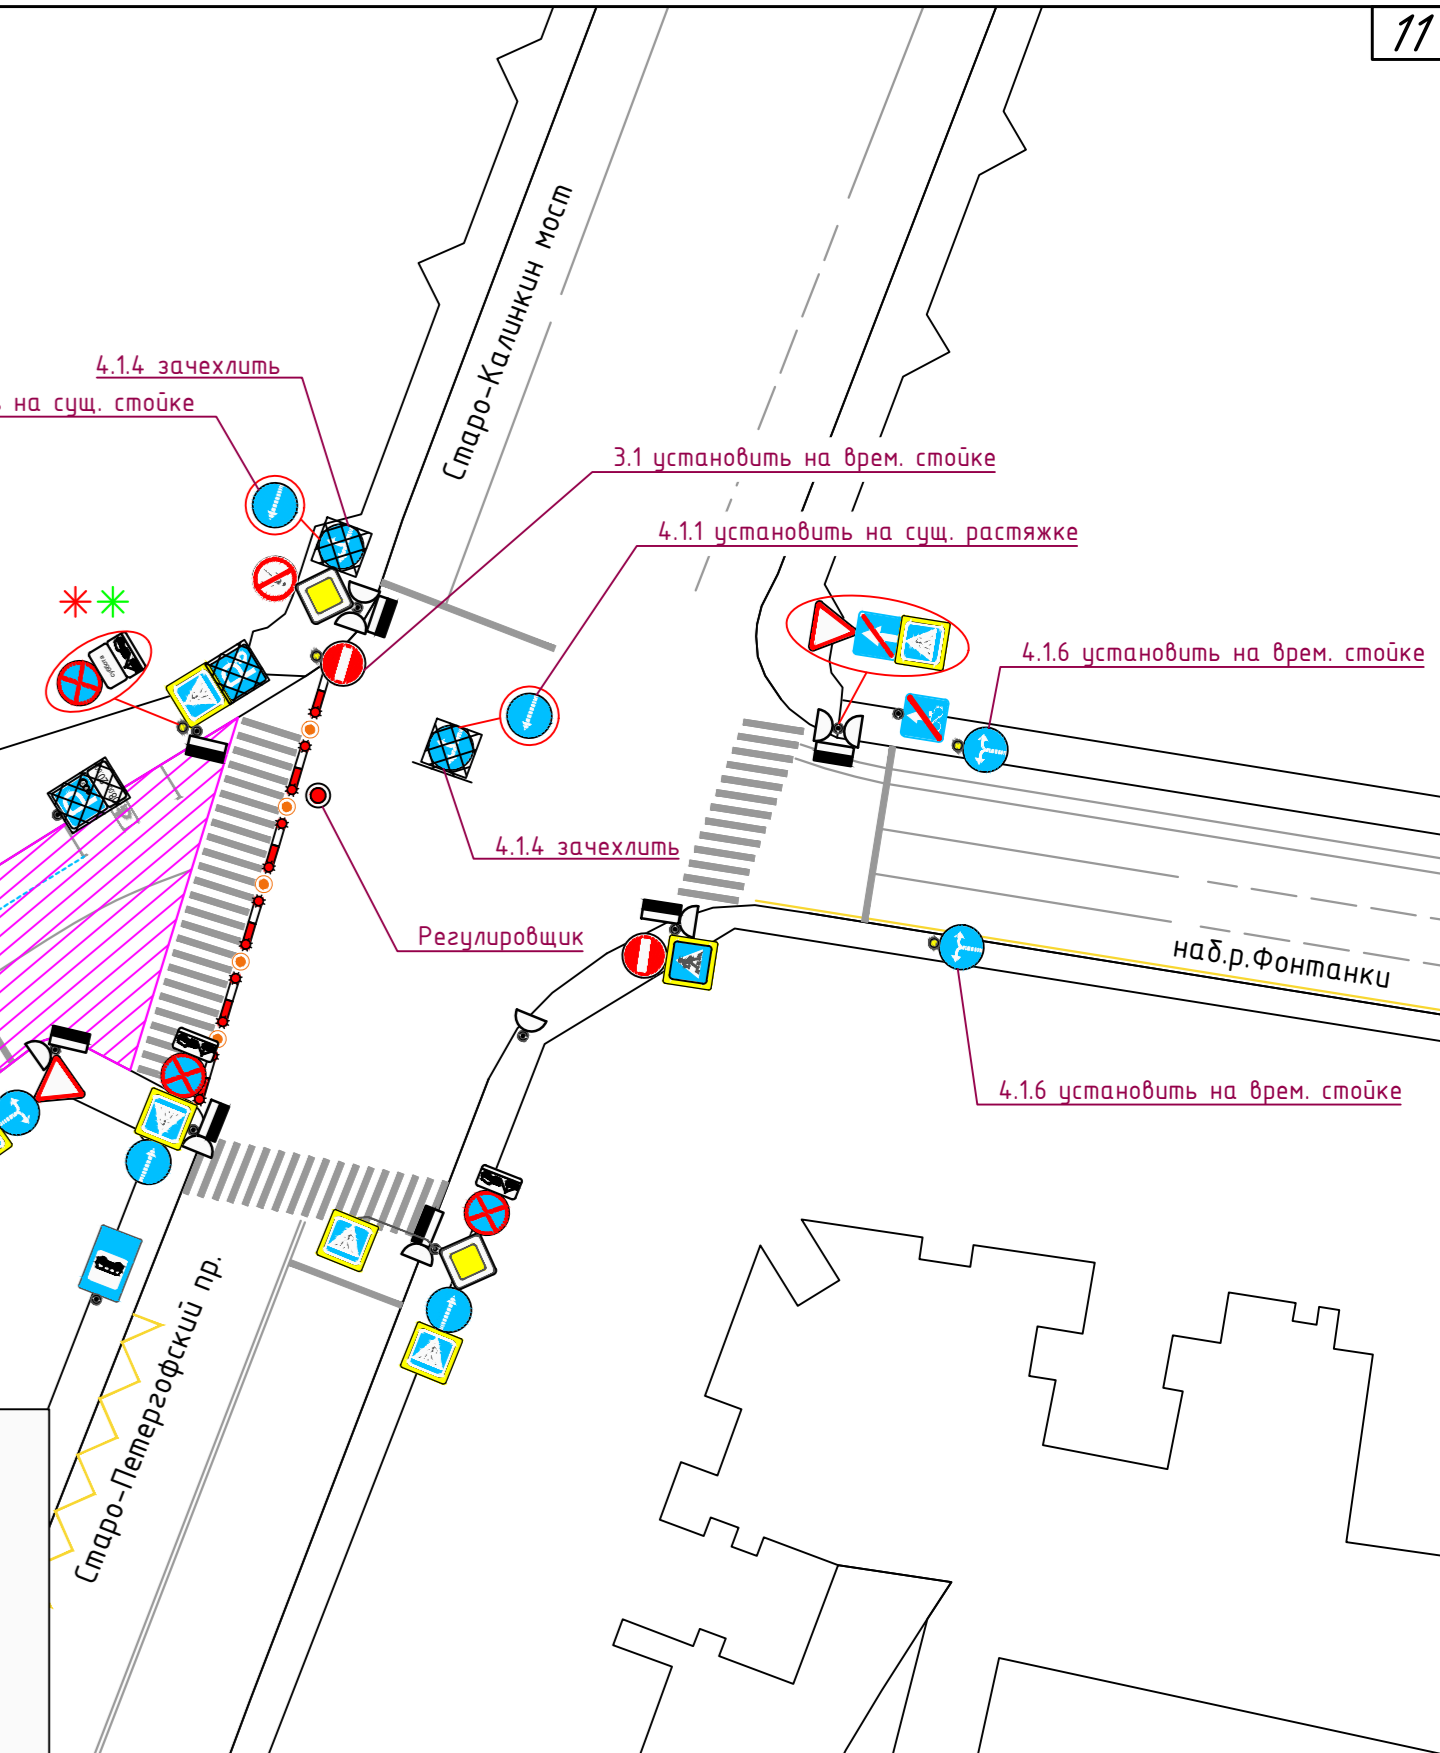 11
Старо-Калинкин мост
4.1.4 зачехлить
на сущ. стойке
3.1 установить на врем. стойке
4.1.1 установить на сущ. растяжке
4.1.6 установить на врем. стойке
4.1.4 зачехлить
Регулировщик
наб.р.Фонтанки
4.1.6 установить на врем. стойке
Старо-Петергофский пр.